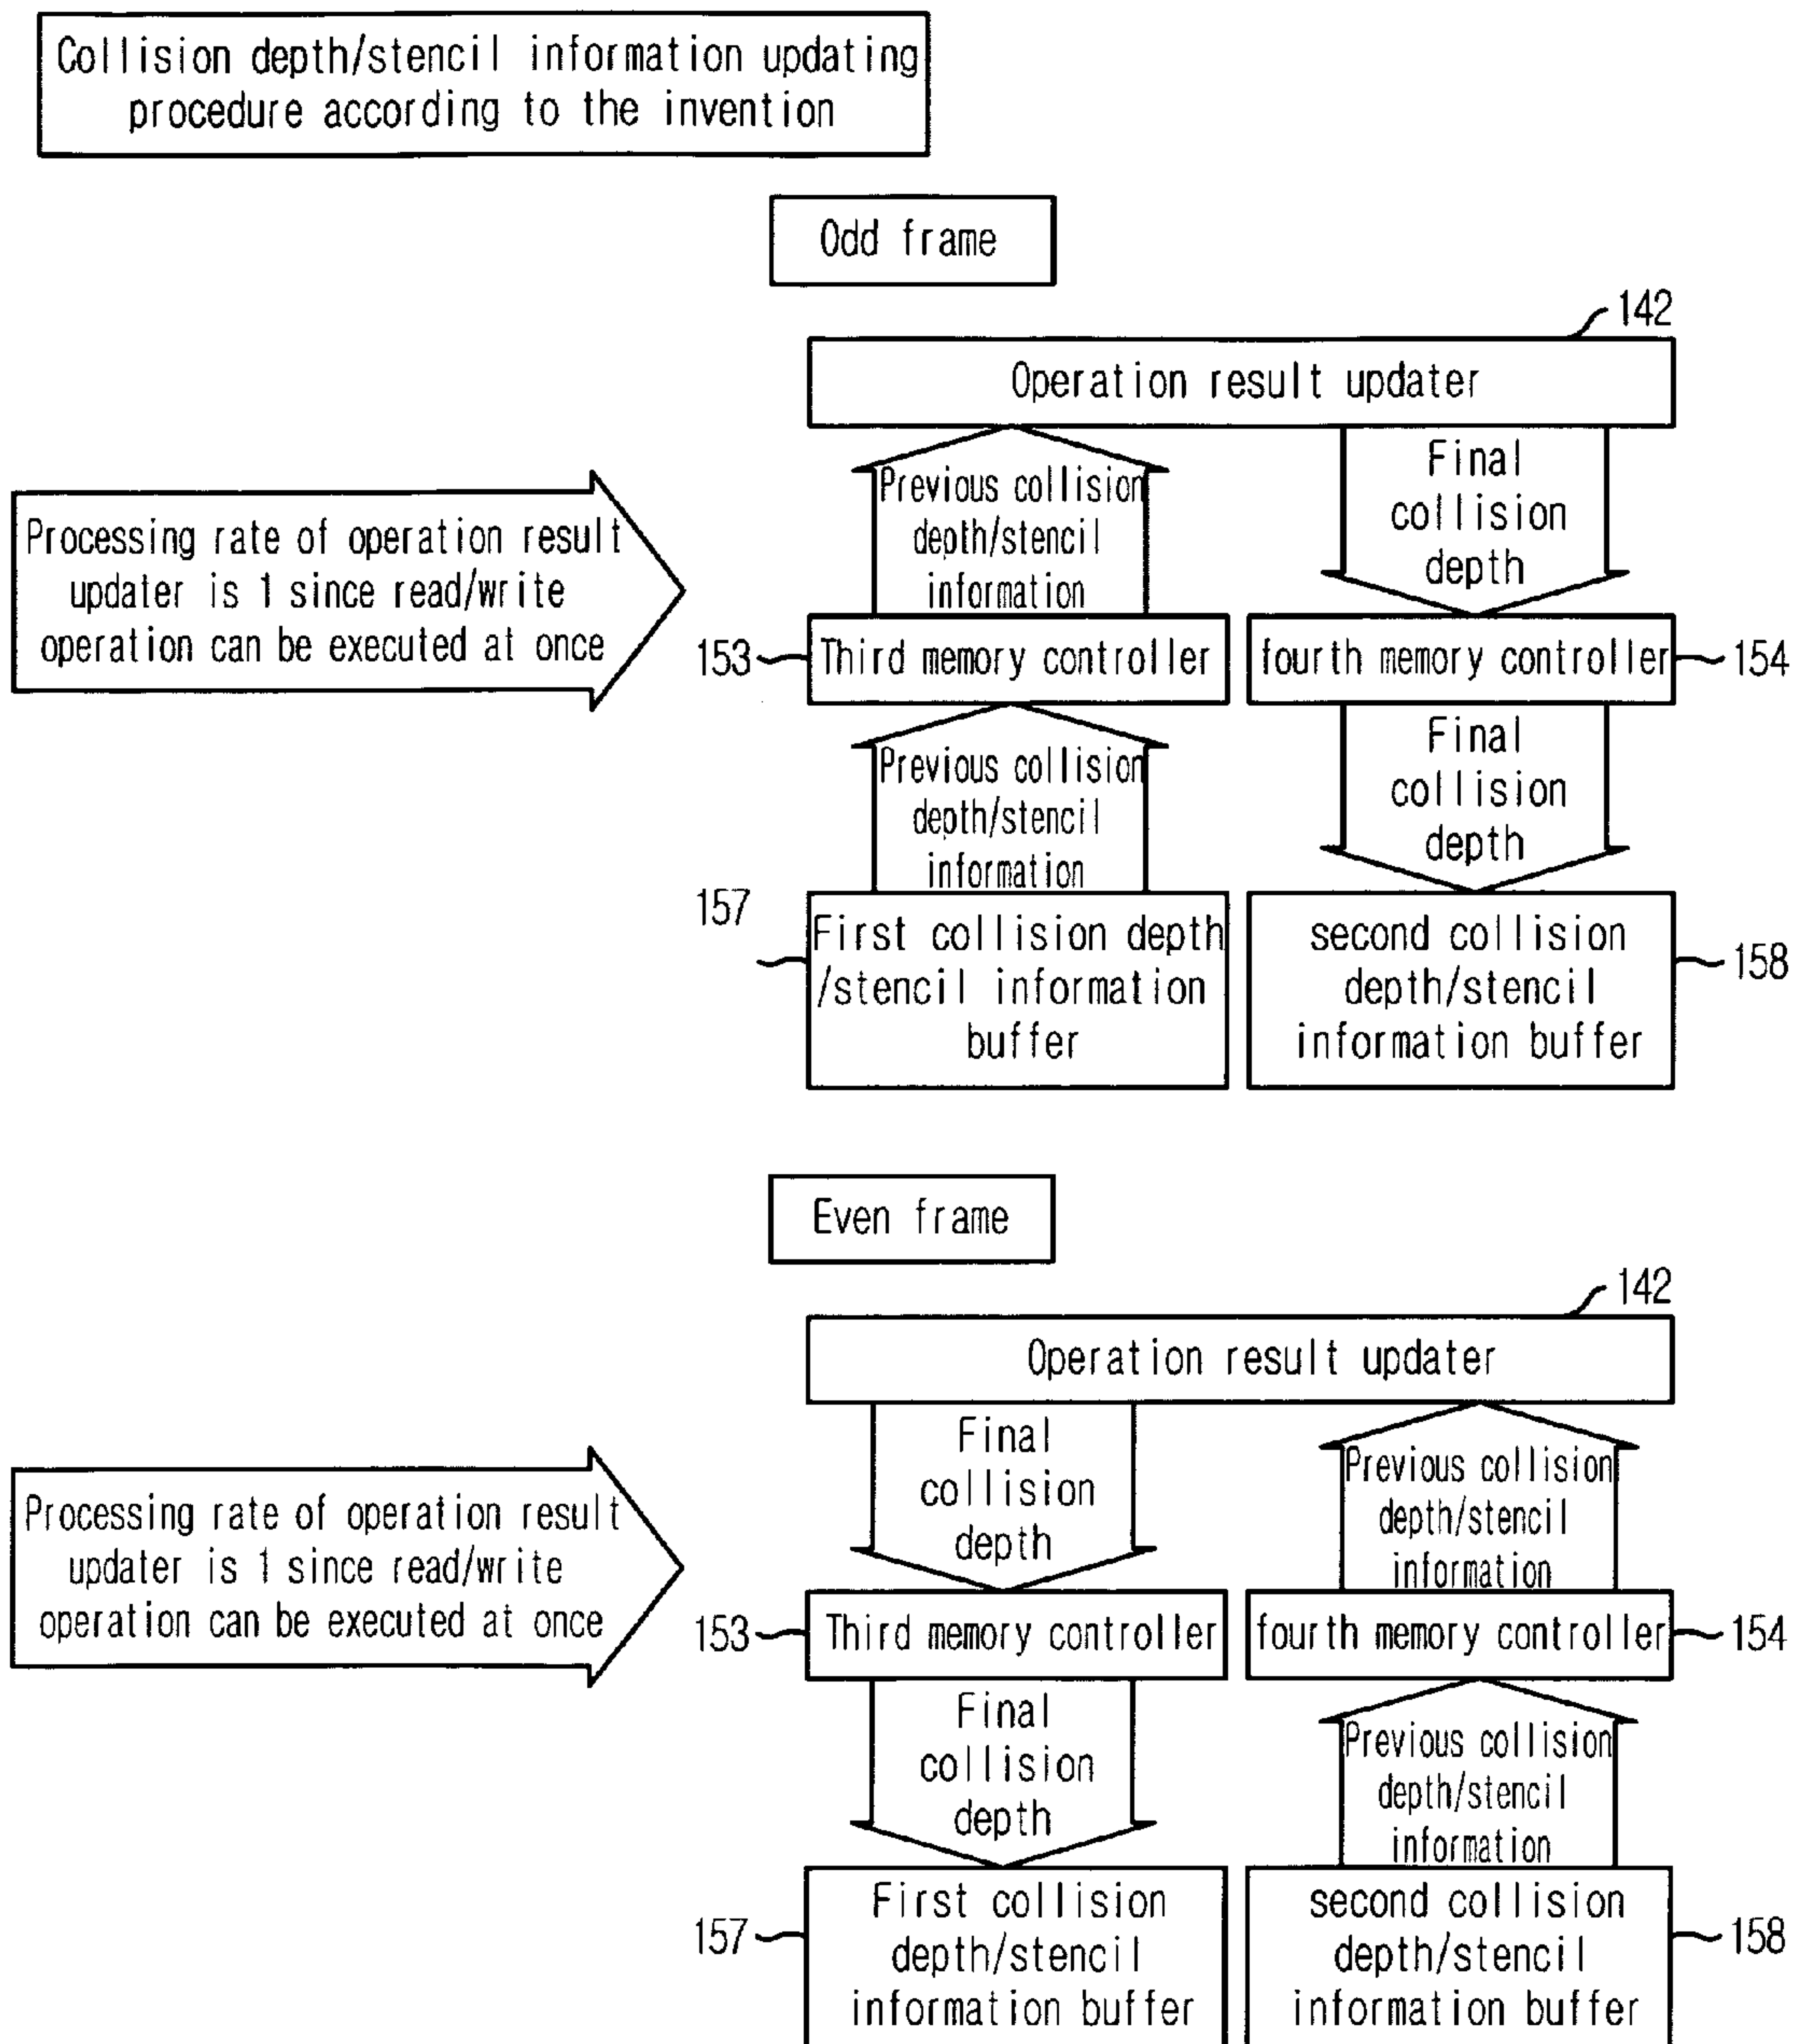 Collision depth/stencil information updating
procedure according to the invention
Odd frame
142
Operation result updater
Processing rate of operation result
updater is 1 since read/write
operation can be executed at once
Previous collision
depth/stencil
information
Final
collision
depth
153
Third memory controller
fourth memory controller
154
Previous collision
depth/stencil
information
Final
collision
depth
157
First collision depth
/stencil information
buffer
second collision
depth/stencil
information buffer
158
Even frame
142
Operation result updater
Processing rate of operation result
updater is 1 since read/write
operation can be executed at once
Final
collision
depth
Previous collision
depth/stencil
information
153
Third memory controller
fourth memory controller
154
Final
collision
depth
Previous collision
depth/stencil
information
157
First collision
depth/stencil
information buffer
second collision
depth/stencil
information buffer
158